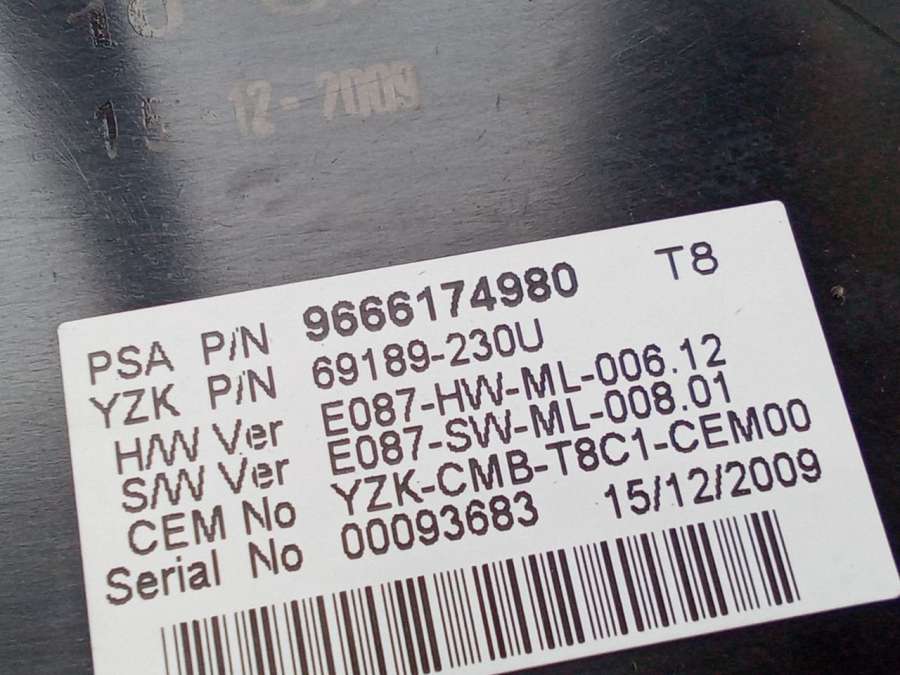 12-2009
T8
PSA P/N 9666174980
YZK P/N 69189-230U
H/W Ver E087-HW-ML-006.12
S/W Ver E087-SW-ML-008.01
CEM No YZK-CMB-T8C1-CEM00
Serial No 00093683 15/12/2009